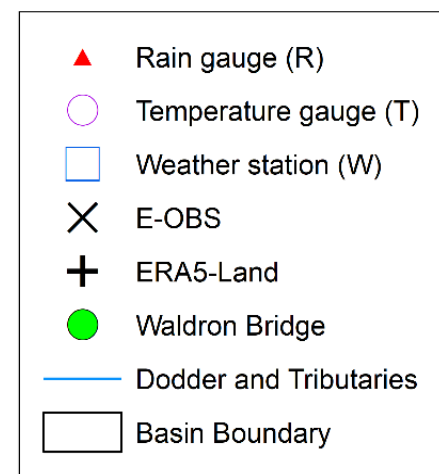 Rain gauge (R)
Temperature gauge (T)
Weather station (W)
E-OBS
ERA5-Land
Waldron Bridge
Dodder and Tributaries
Basin Boundary